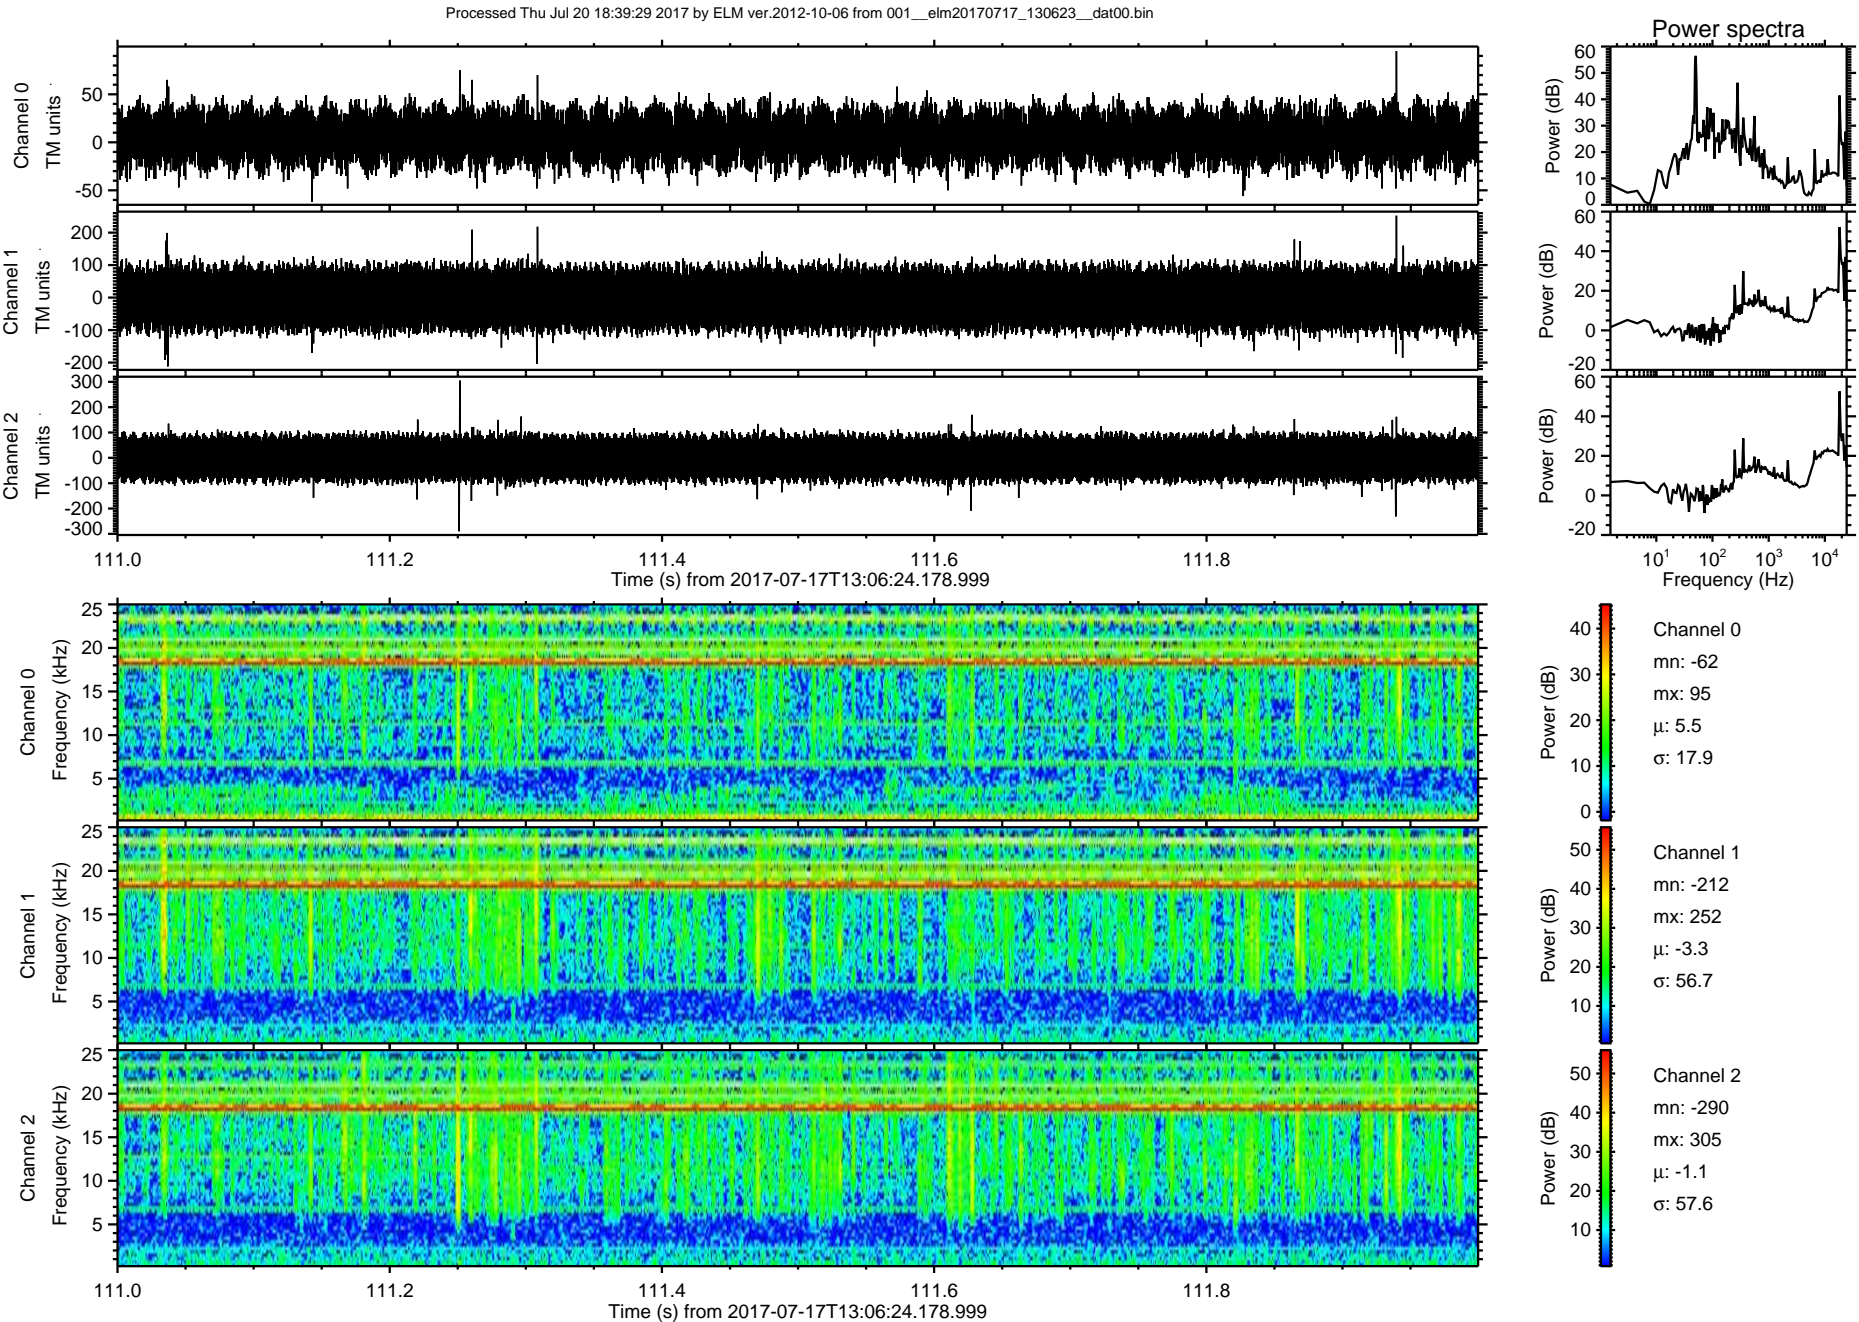 Processed Thu Jul 20 18:39:29 2017 by ELM ver.2012-10-06 from 001__elm20170717_130623__dat00.bin
Power spectra
Channel 0
TM units
50
0
-50
Power (dB)
60
50
40
30
20
10
0
Channel 1
TM units
200
100
0
-100
-200
Power (dB)
60
40
20
0
-20
Channel 2
TM units
300
200
100
0
-100
-200
-300
Power (dB)
60
40
20
0
-20
111.0 111.2 111.4 111.6 111.8
Time (s) from 2017-07-17T13:06:24.178.999
10^1 10^2 10^3 10^4
Frequency (Hz)
Channel 0
Frequency (kHz)
25
20
15
10
5
Power (dB)
40
30
20
10
0
Channel 0
mn: -62
mx: 95
μ: 5.5
σ: 17.9
Channel 1
Frequency (kHz)
25
20
15
10
5
Power (dB)
50
40
30
20
10
Channel 1
mn: -212
mx: 252
μ: -3.3
σ: 56.7
Channel 2
Frequency (kHz)
25
20
15
10
5
Power (dB)
50
40
30
20
10
Channel 2
mn: -290
mx: 305
μ: -1.1
σ: 57.6
111.0 111.2 111.4 111.6 111.8
Time (s) from 2017-07-17T13:06:24.178.999